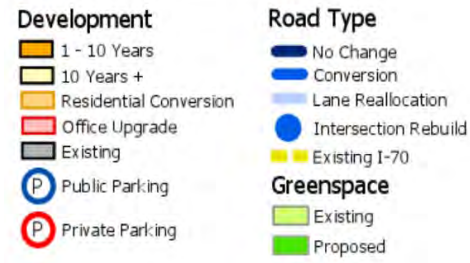 Development
1 - 10 Years
10 Years +
Residential Conversion
Office Upgrade
Existing
P Public Parking
P Private Parking
Road Type
No Change
Conversion
Lane Reallocation
Intersection Rebuild
Existing I-70
Greenspace
Existing
Proposed